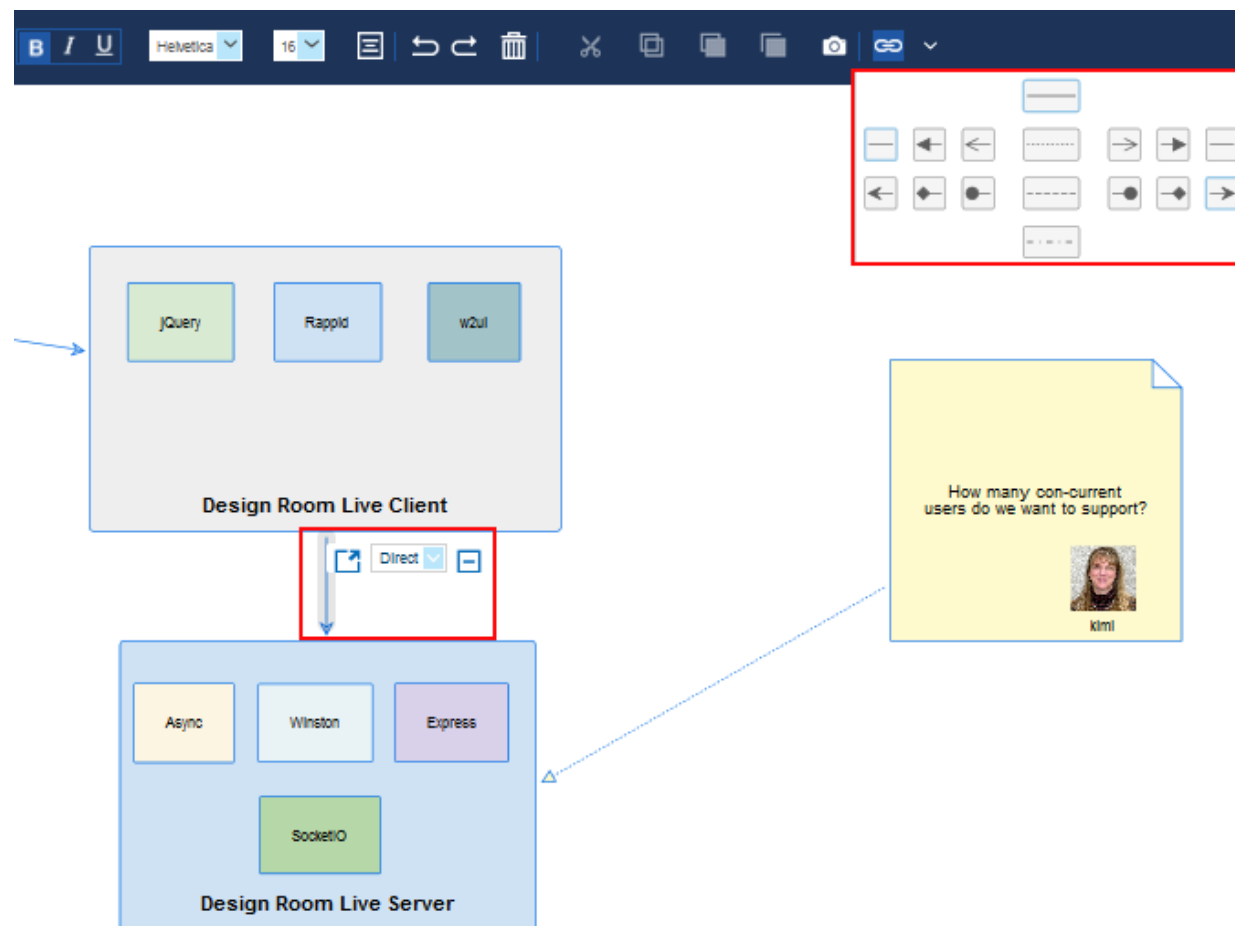 B I U Helvetica 16
jQuery Rappid w2ui
Design Room Live Client
Direct
How many con-current
users do we want to support?
kimi
Async Winston Express
SocketIO
Design Room Live Server